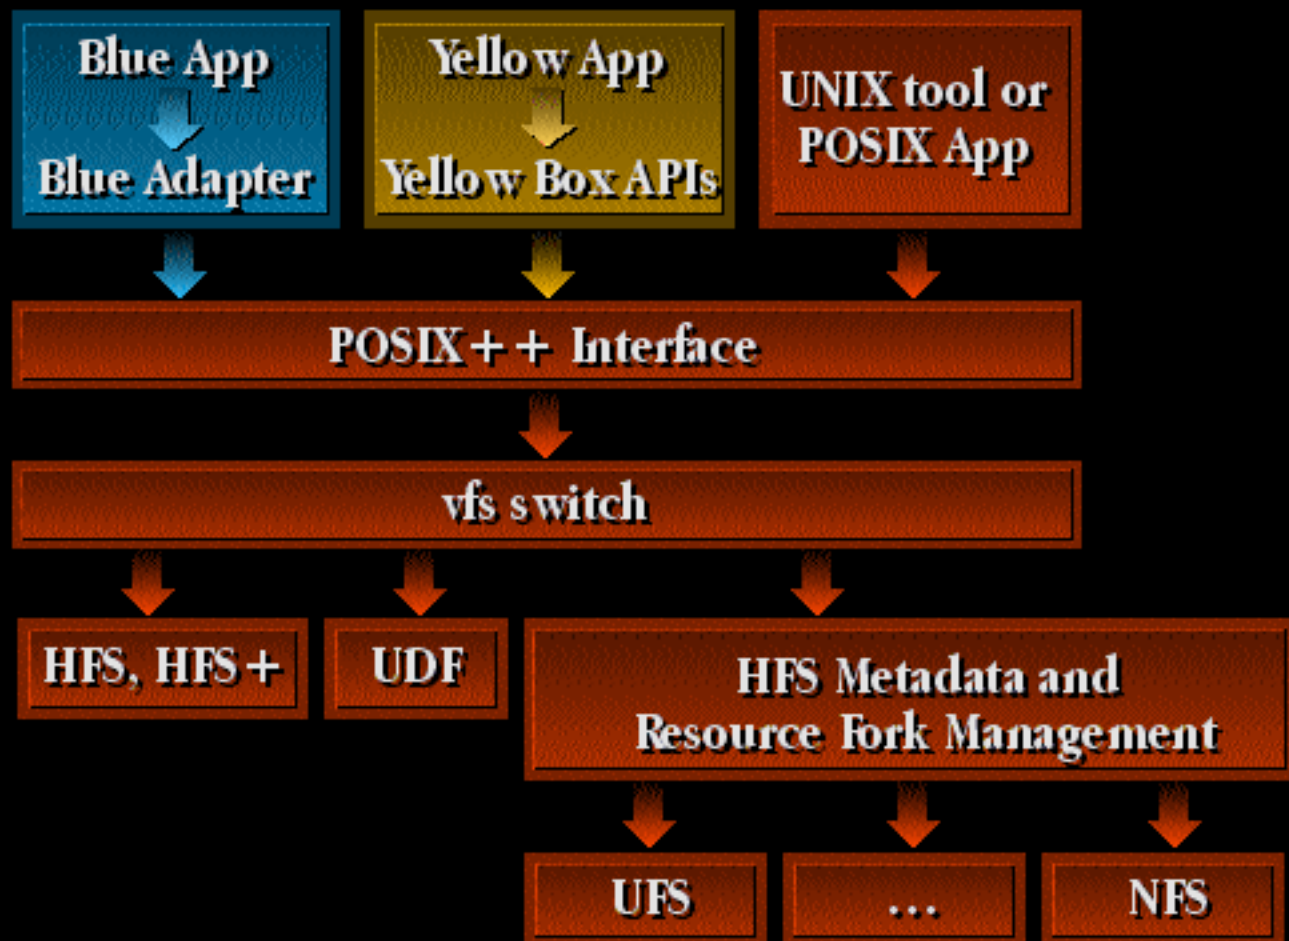 Blue App
Blue Adapter
Yellow App
Yellow Box APIs
UNIX tool or
POSIX App
POSIX++ Interface
vfs switch
HFS, HFS+
UDF
HFS Metadata and
Resource Fork Management
UFS
...
NFS